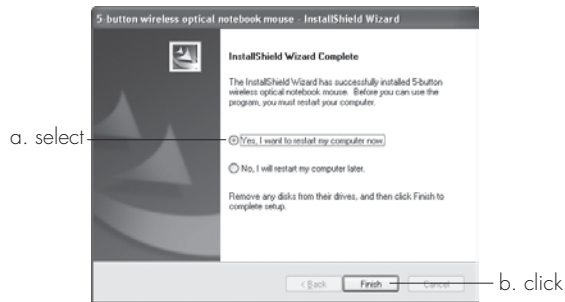 5-button wireless optical notebook mouse - InstallShield Wizard
InstallShield Wizard Complete
The InstallShield Wizard has successfully installed 5-button
wireless optical notebook mouse. Before you can use the
program, you must restart your computer.
a. select
Yes, I want to restart my computer now.
No, I will restart my computer later.
Remove any disks from their drives, and then click Finish to
complete setup.
< Back
Finish
Cancel
b. click